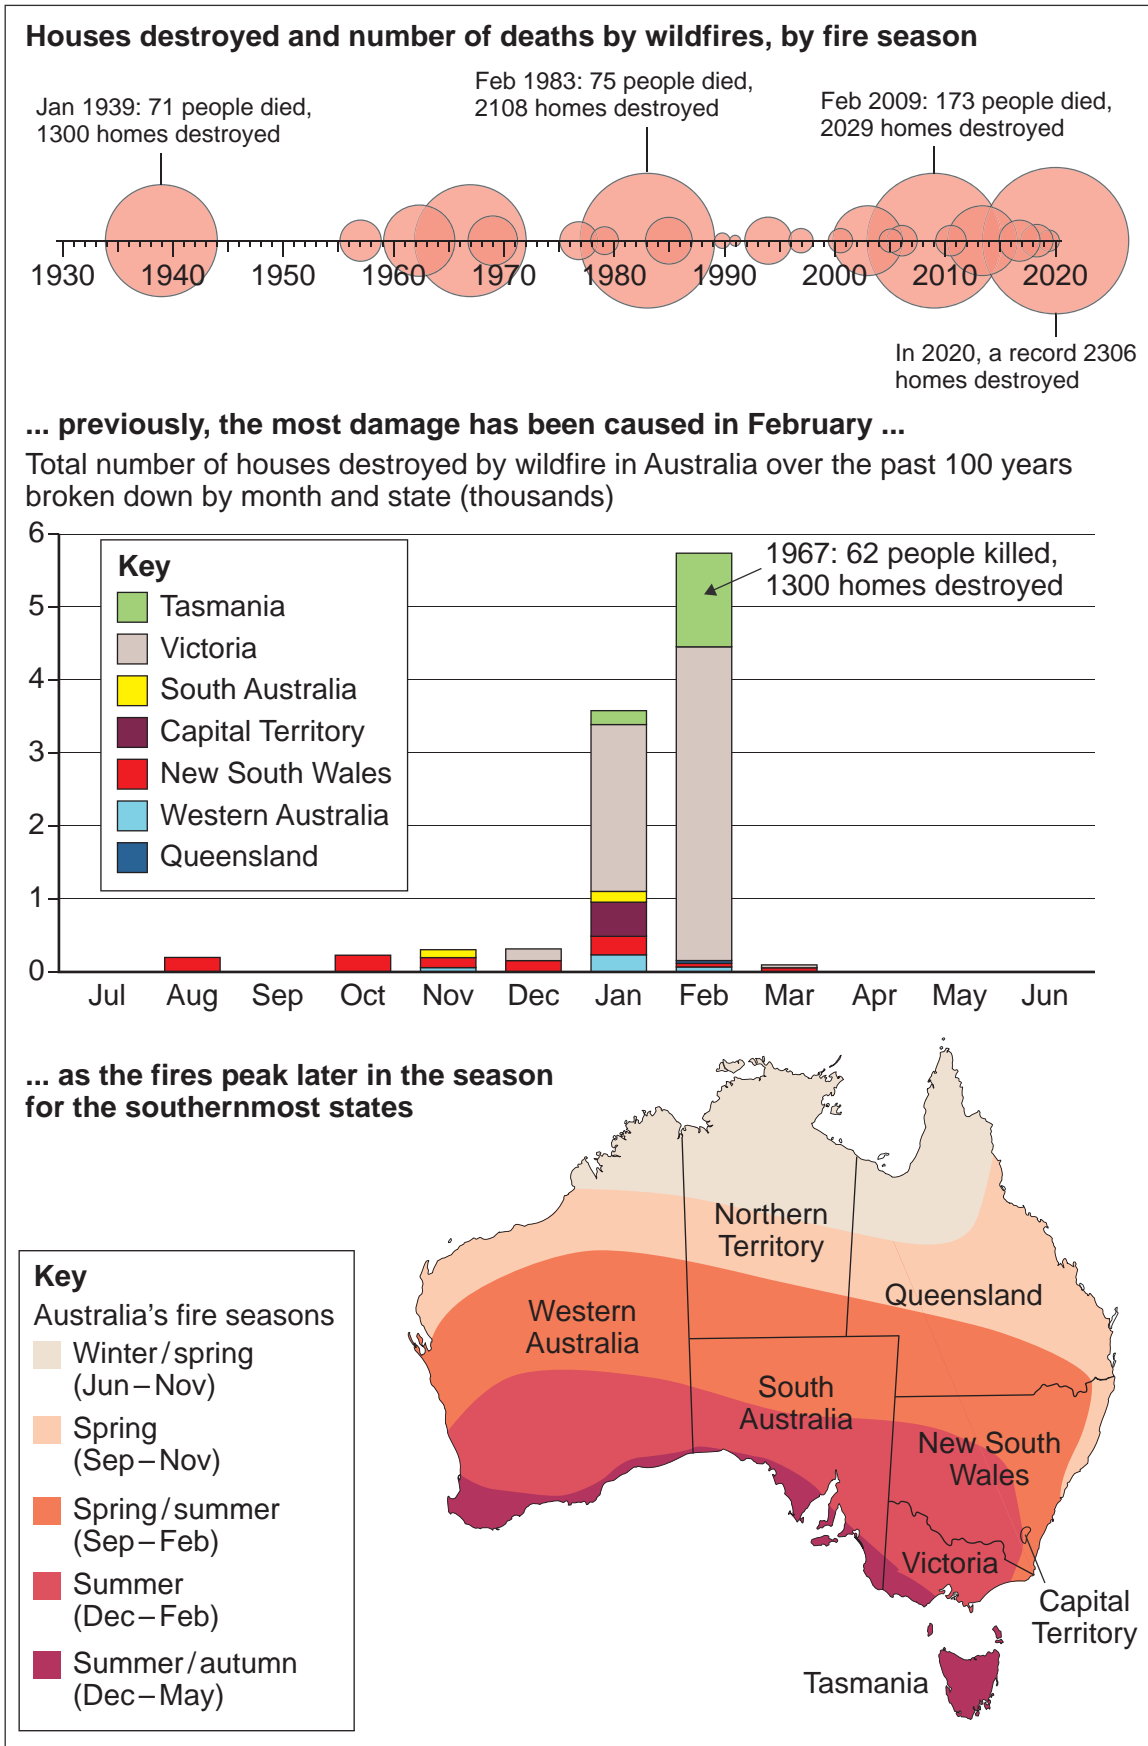 Houses destroyed and number of deaths by wildfires, by fire season
Jan 1939: 71 people died,
1300 homes destroyed
Feb 1983: 75 people died,
2108 homes destroyed
Feb 2009: 173 people died,
2029 homes destroyed
1930 1940 1950 1960 1970 1980 1990 2000 2010 2020
In 2020, a record 2306
homes destroyed
... previously, the most damage has been caused in February ...
Total number of houses destroyed by wildfire in Australia over the past 100 years
broken down by month and state (thousands)
6
5
4
3
2
1
0
Key
Tasmania
Victoria
South Australia
Capital Territory
New South Wales
Western Australia
Queensland
1967: 62 people killed,
1300 homes destroyed
Jul Aug Sep Oct Nov Dec Jan Feb Mar Apr May Jun
... as the fires peak later in the season
for the southernmost states
Key
Australia's fire seasons
Winter/spring
(Jun–Nov)
Spring
(Sep–Nov)
Spring/summer
(Sep–Feb)
Summer
(Dec–Feb)
Summer/autumn
(Dec–May)
Northern
Territory
Queensland
Western
Australia
South
Australia
New South
Wales
Victoria
Capital
Territory
Tasmania